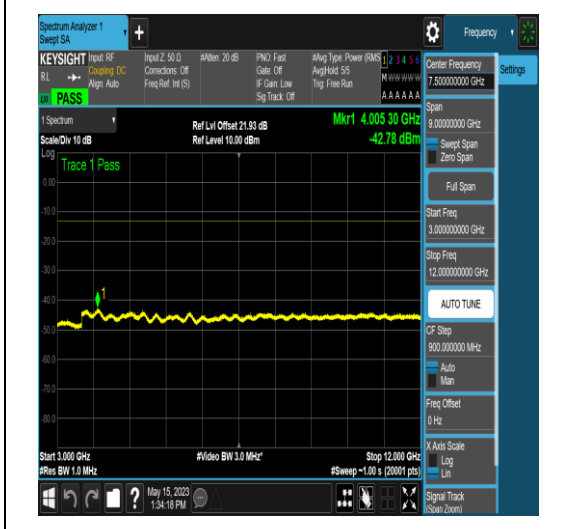 Spectrum Analyzer 1
Swept SA
+
Frequency
KEYSIGHT
RL
PASS
Input: RF
Coupling: DC
Align: Auto
Input Z: 50 Ω
Corrections: Off
Freq Ref: Int (S)
#Atten: 20 dB
PNO: Fast
Gate: Off
IF Gain: Low
Sig Track: Off
#Avg Type: Power (RMS
Avg|Hold: 5/5
Trig: Free Run
1 2 3 4 5 6
M W W W W W
A A A A A A
1 Spectrum
Scale/Div 10 dB
Ref Lvl Offset 21.93 dB
Ref Level 10.00 dBm
Mkr1 4.005 30 GHz
-42.78 dBm
Log
Trace 1 Pass
0.00
-10.0
-20.0
-30.0
-40.0
1
-50.0
-60.0
-70.0
-80.0
Start 3.000 GHz
#Res BW 1.0 MHz
#Video BW 3.0 MHz*
Stop 12.000 GHz
#Sweep ~1.00 s (20001 pts)
?
May 15, 2023
1:34:18 PM
Center Frequency
7.500000000 GHz
Settings
Span
9.00000000 GHz
Swept Span
Zero Span
Full Span
Start Freq
3.000000000 GHz
Stop Freq
12.000000000 GHz
AUTO TUNE
CF Step
900.000000 MHz
Auto
Man
Freq Offset
0 Hz
X Axis Scale
Log
Lin
Signal Track
(Span Zoom)